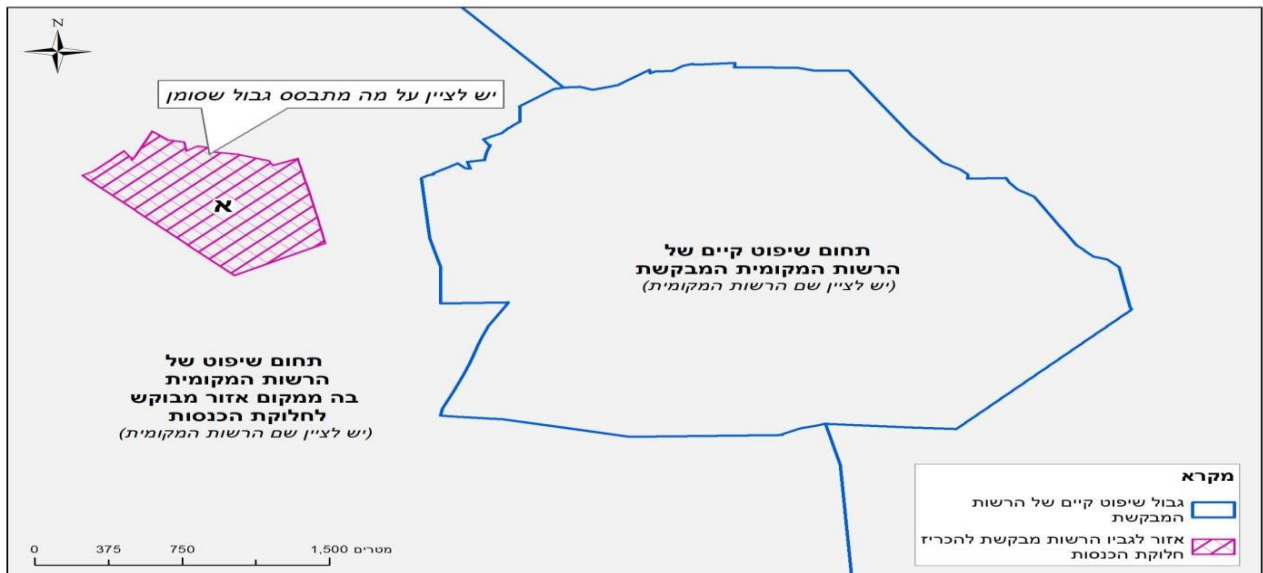 N
יש לציין על מה מתבסס גבול שסומן
א
תחום שיפוט קיים של
הרשות המקומית המבקשת
(יש לציין שם הרשות המקומית)
תחום שיפוט של
הרשות המקומית
בה ממקום אזור מבוקש
לחלוקת הכנסות
(יש לציין שם הרשות המקומית)
מקרא
גבול שיפוט קיים של הרשות
המבקשת
אזור לגביו הרשות מבקשת להכריז
חלוקת הכנסות
0 375 750 1,500 מטרים